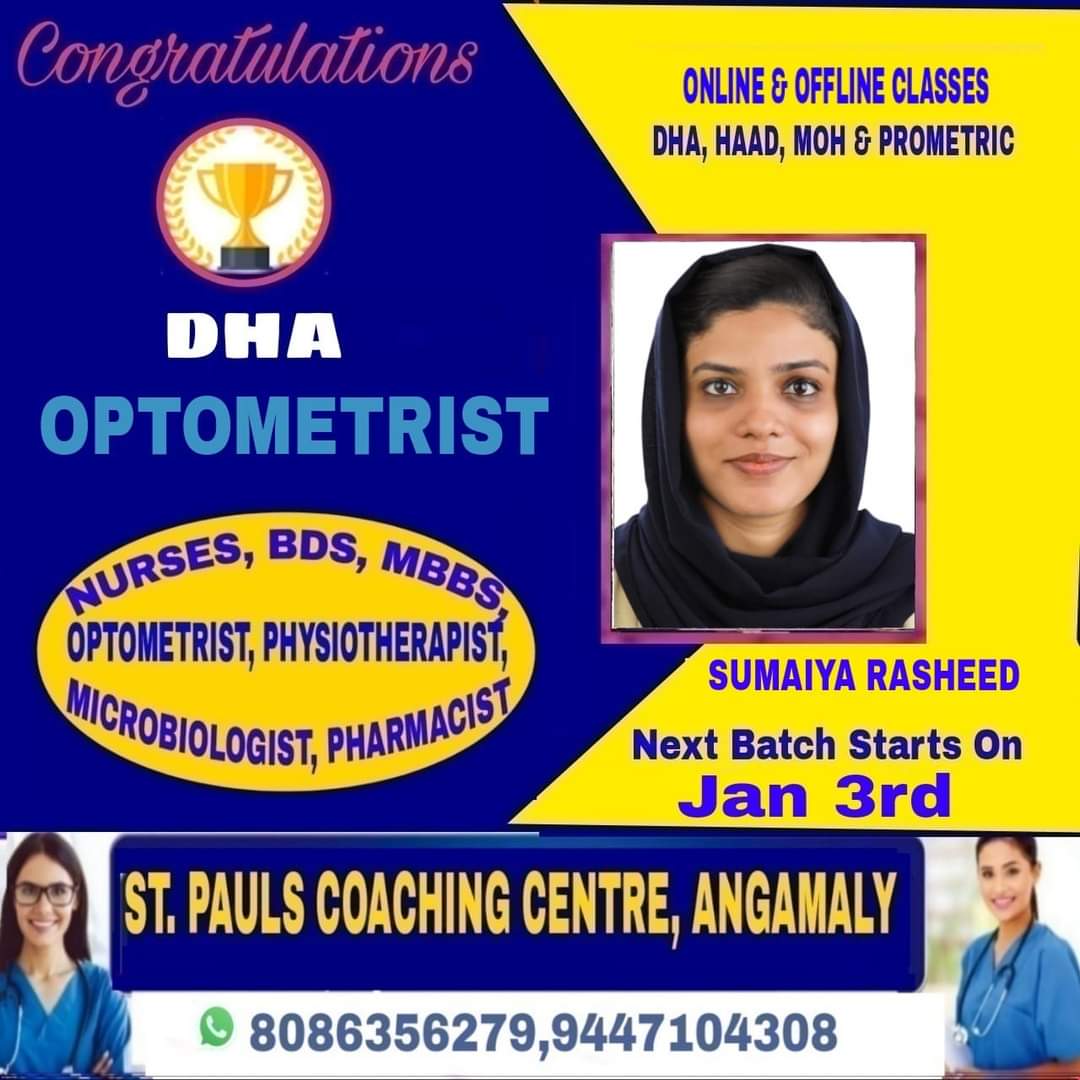 Congratulations
DHA
OPTOMETRIST
NURSES, BDS, MBBS,
OPTOMETRIST, PHYSIOTHERAPIST,
MICROBIOLOGIST, PHARMACIST
ONLINE & OFFLINE CLASSES
DHA, HAAD, MOH & PROMETRIC
SUMAIYA RASHEED
Next Batch Starts On
Jan 3rd
ST. PAULS COACHING CENTRE, ANGAMALY
8086356279,9447104308